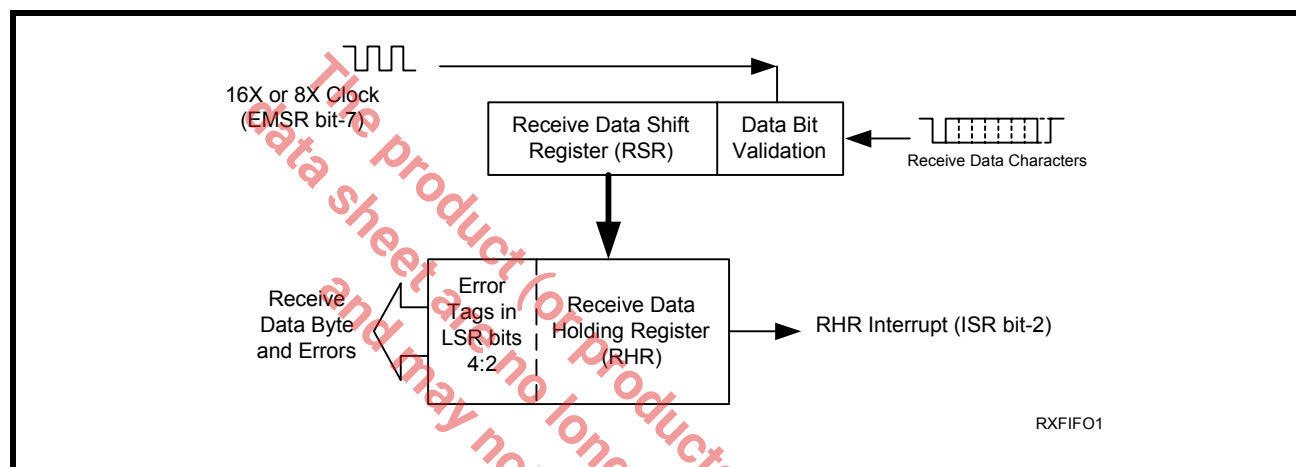 16X or 8X Clock
(EMSR bit-7)
Receive Data Shift
Register (RSR)
Data Bit
Validation
Receive Data Characters
Receive
Data Byte
and Errors
Error
Tags in
LSR bits
4:2
Receive Data
Holding Register
(RHR)
RHR Interrupt (ISR bit-2)
RXFIFO1
The product (or products
data sheet are no long
and may no